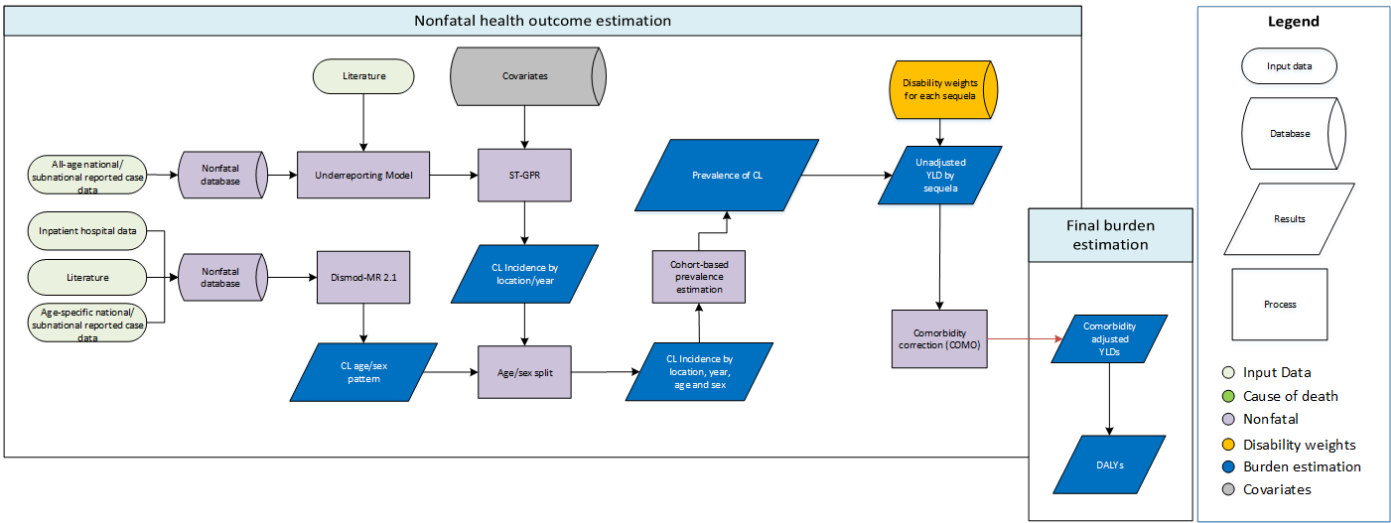 Nonfatal health outcome estimation
Literature
Covariates
Disability weights
for each sequela
All-age national/
subnational reported case
data
Nonfatal
database
Underreporting Model
ST-GPR
Prevalence of CL
Unadjusted
YLD by
sequela
Inpatient hospital data
Literature
Age-specific national/
subnational reported case
data
Nonfatal
database
Dismod-MR 2.1
CL Incidence by
location/year
Cohort-based
prevalence
estimation
CL age/sex
pattern
Age/sex split
CL Incidence by
location, year,
age and sex
Comorbidity
correction (COMO)
Final burden
estimation
Comorbidity
adjusted
YLDs
DALYs
Legend
Input data
Database
Results
Process
Input Data
Cause of death
Nonfatal
Disability weights
Burden estimation
Covariates